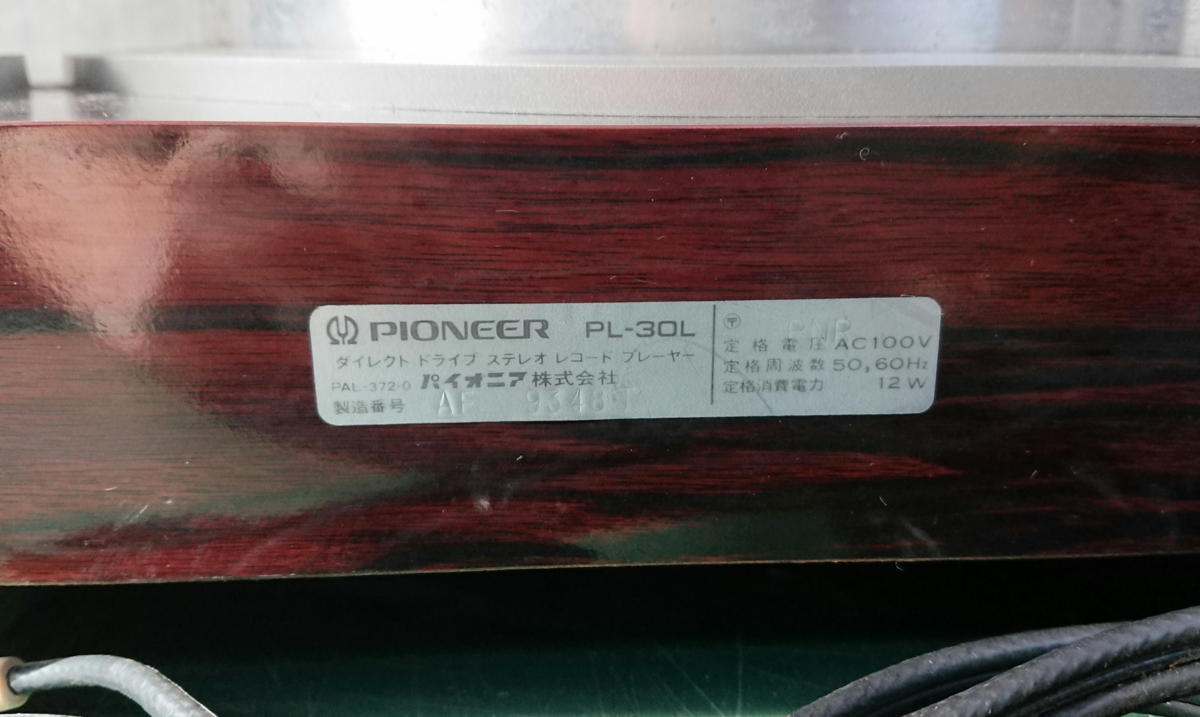 PIONEER PL-30L
ダイレクト ドライブ ステレオ レコード プレーヤー
PAL-372-0 パイオニア株式会社
製造番号 AF 9348
〒 PNP
定格電圧 AC100V
定格周波数 50,60Hz
定格消費電力 12W